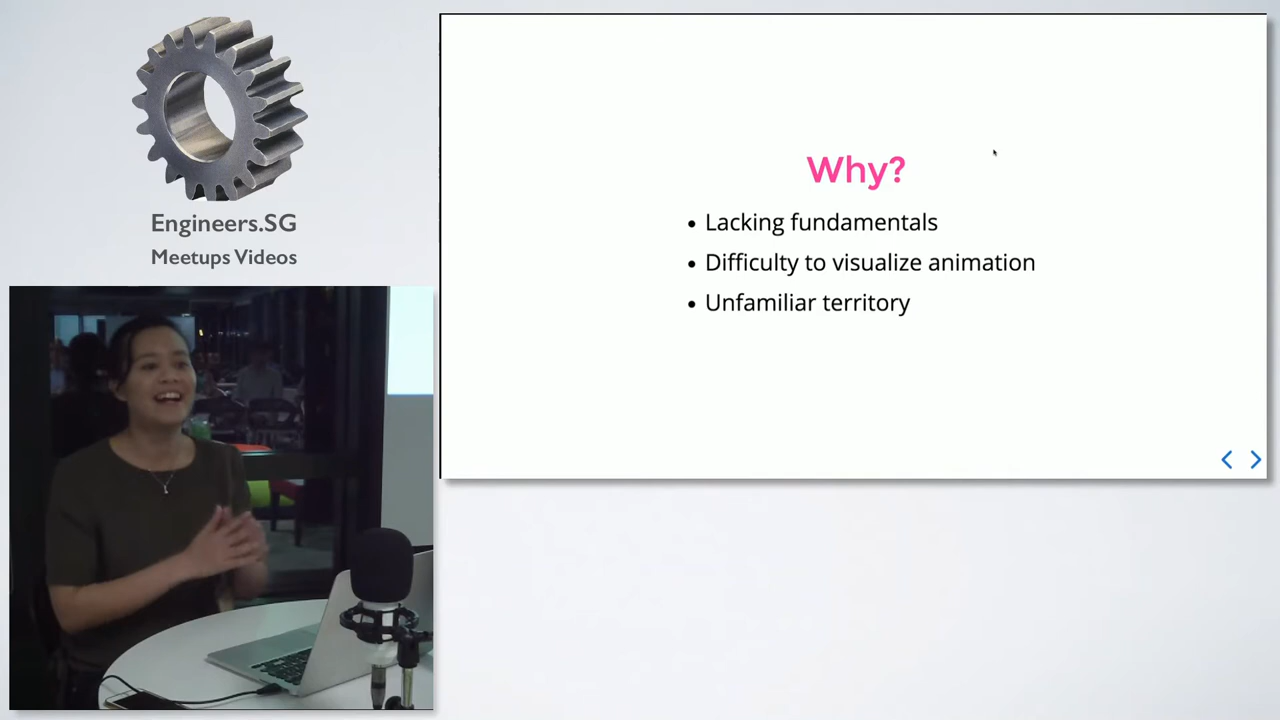 Engineers.SG
Meetups Videos
Why?
• Lacking fundamentals
• Difficulty to visualize animation
• Unfamiliar territory